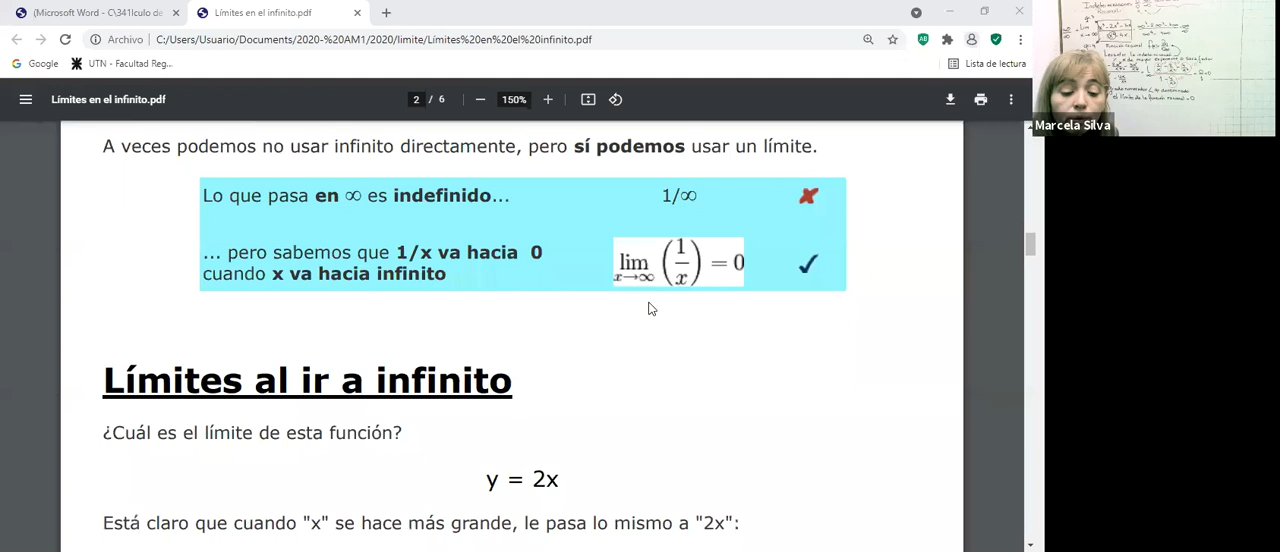 (Microsoft Word - C\341lculo de
Límites en el infinito.pdf
Archivo
C:/Users/Usuario/Documents/2020-%20AM1/2020-%20Clase/Límites%20en%20el%20infinito.pdf
Google
UTN - Facultad Reg...
Lista de lectura
Límites en el infinito.pdf
2 / 6
150%
A veces podemos no usar infinito directamente, pero sí podemos usar un límite.
Lo que pasa en ∞ es indefinido... 1/∞ ✘
... pero sabemos que 1/x va hacia 0
cuando x va hacia infinito
lim x→∞ (1/x) = 0 ✓
Límites al ir a infinito
¿Cuál es el límite de esta función?
y = 2x
Está claro que cuando "x" se hace más grande, le pasa lo mismo a "2x":
Marcela Silva